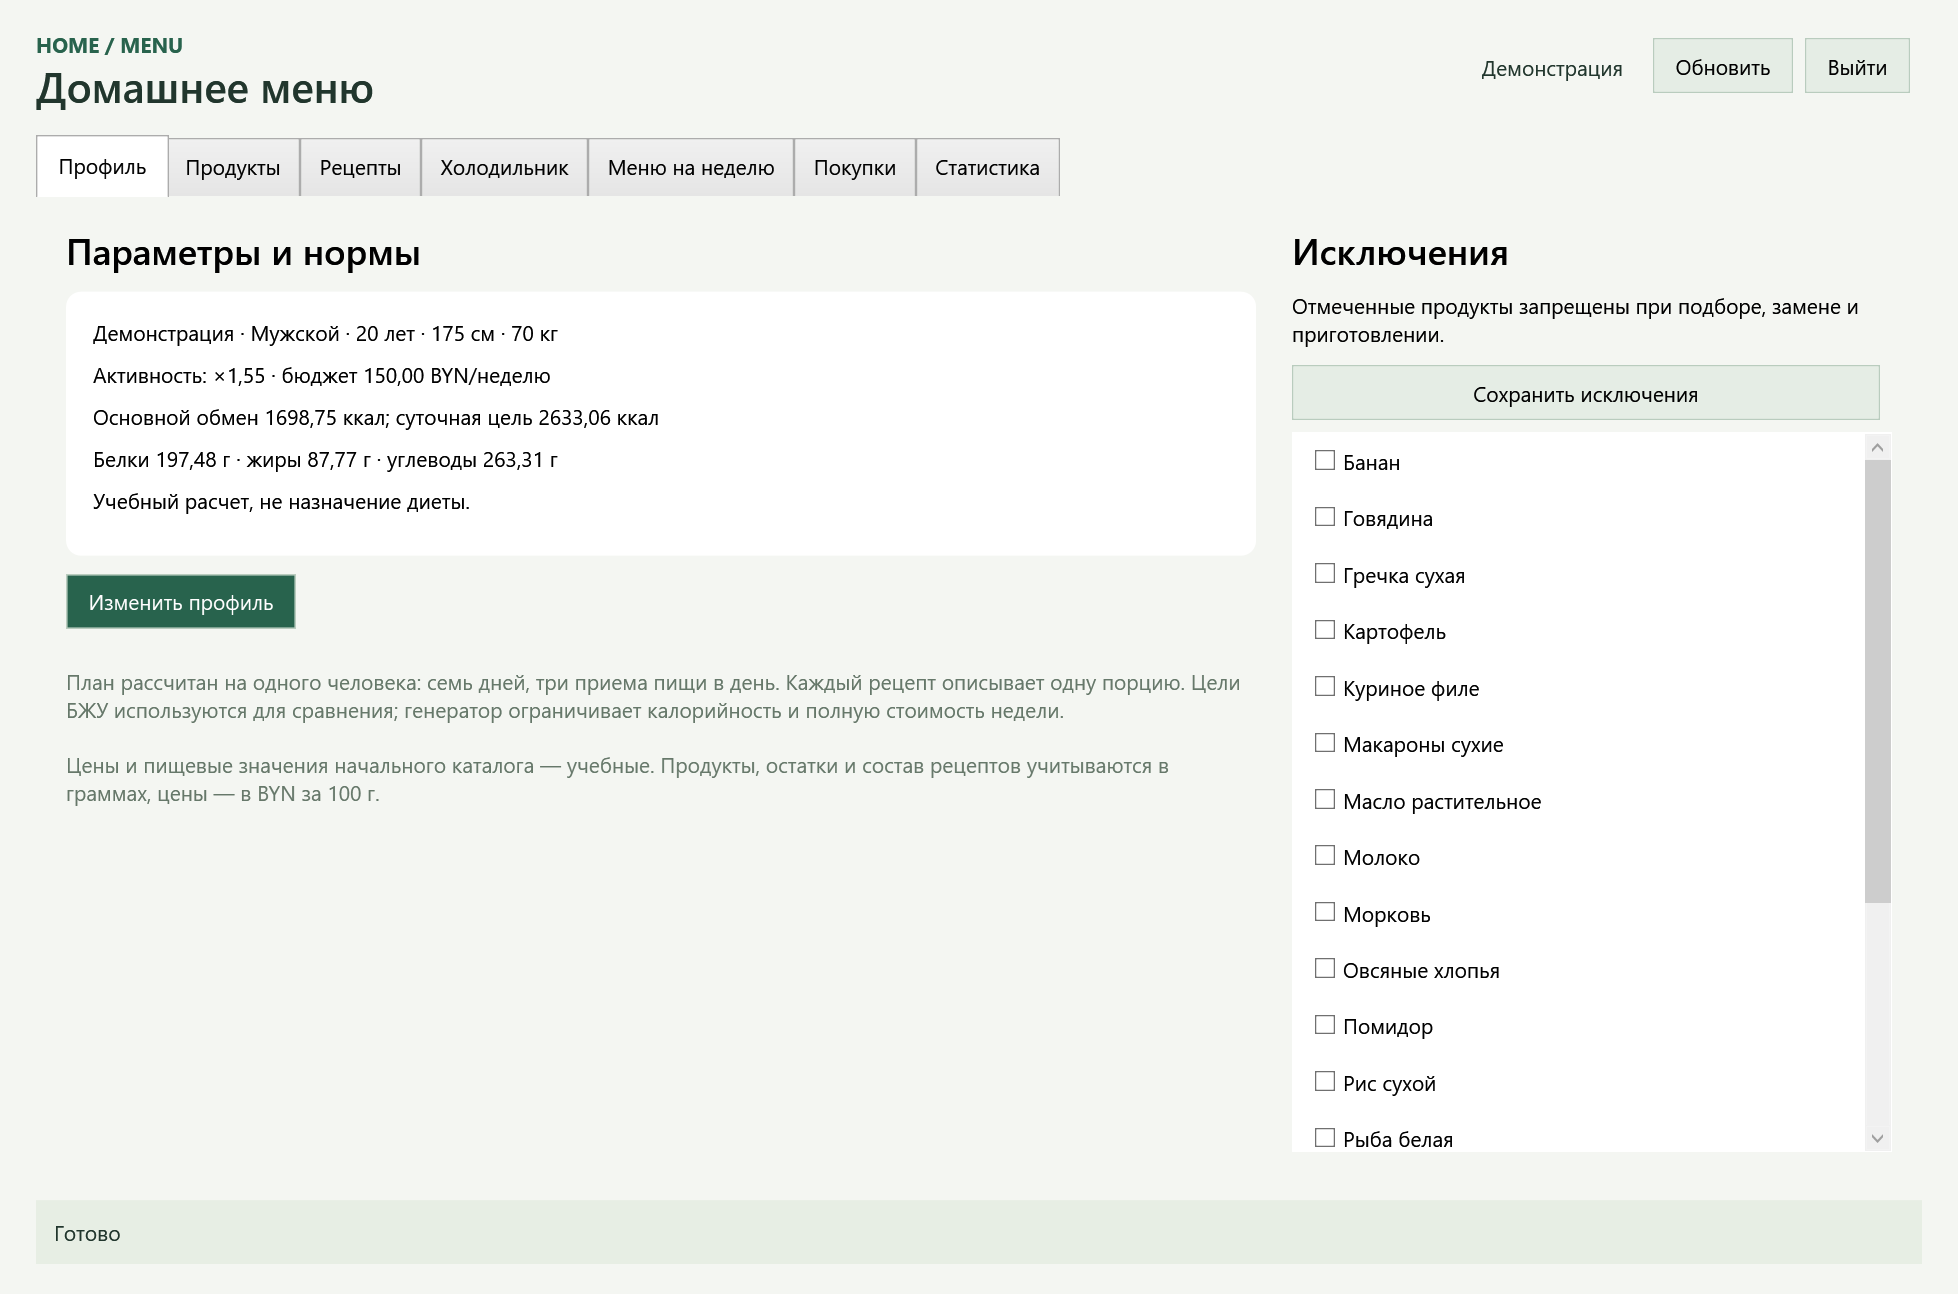 HOME / MENU
Домашнее меню
Демонстрация
Обновить
Выйти
Профиль
Продукты
Рецепты
Холодильник
Меню на неделю
Покупки
Статистика
Параметры и нормы
Демонстрация · Мужской · 20 лет · 175 см · 70 кг
Активность: ×1,55 · бюджет 150,00 BYN/неделю
Основной обмен 1698,75 ккал; суточная цель 2633,06 ккал
Белки 197,48 г · жиры 87,77 г · углеводы 263,31 г
Учебный расчет, не назначение диеты.
Изменить профиль
План рассчитан на одного человека: семь дней, три приема пищи в день. Каждый рецепт описывает одну порцию. Цели
БЖУ используются для сравнения; генератор ограничивает калорийность и полную стоимость недели.
Цены и пищевые значения начального каталога — учебные. Продукты, остатки и состав рецептов учитываются в
граммах, цены — в BYN за 100 г.
Исключения
Отмеченные продукты запрещены при подборе, замене и
приготовлении.
Сохранить исключения
Банан
Говядина
Гречка сухая
Картофель
Куриное филе
Макароны сухие
Масло растительное
Молоко
Морковь
Овсяные хлопья
Помидор
Рис сухой
Рыба белая
Готово